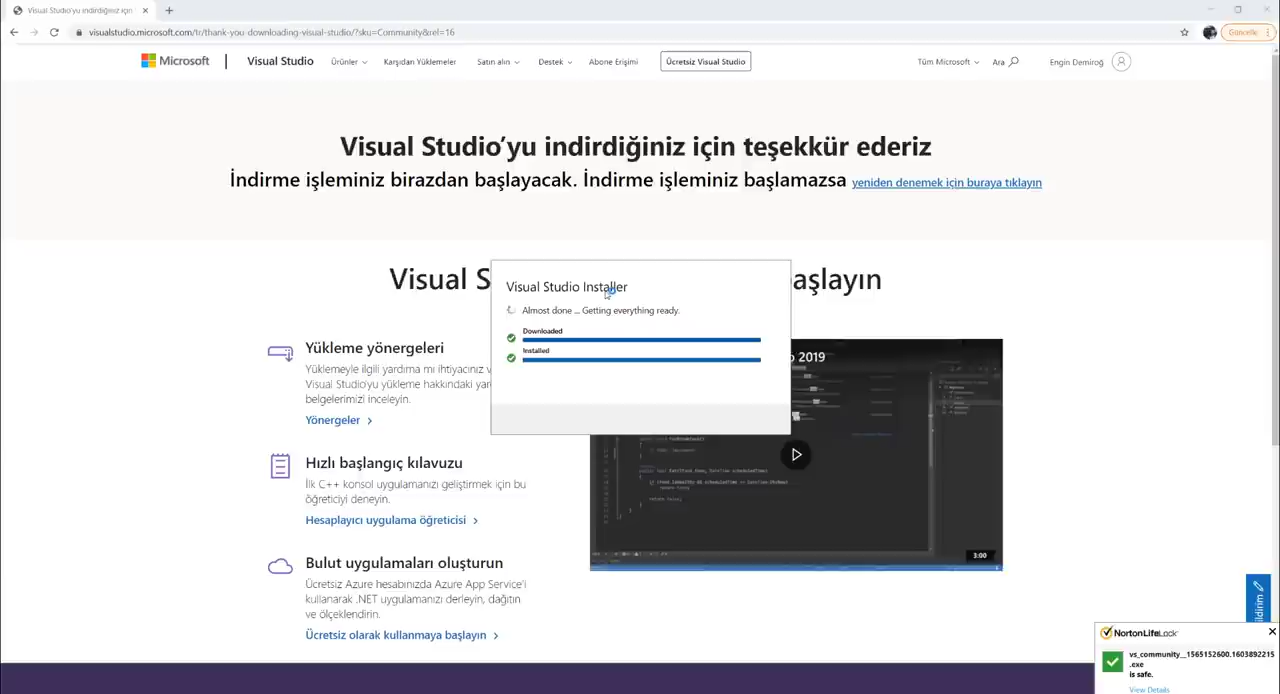 Visual Studio'yu indirdiğiniz için
visualstudio.microsoft.com/tr/thank-you-downloading-visual-studio/?sku=Community&rel=16
Güncelle
Microsoft
Visual Studio
Ürünler
Karşıdan Yüklemeler
Satın alın
Destek
Abone Erişimi
Ücretsiz Visual Studio
Tüm Microsoft
Ara
Engin Demiroğ
Visual Studio'yu indirdiğiniz için teşekkür ederiz
İndirme işleminiz birazdan başlayacak. İndirme işleminiz başlamazsa yeniden denemek için buraya tıklayın
Visual S
aşlayın
Visual Studio Installer
Almost done ... Getting everything ready.
Downloaded
Installed
Yükleme yönergeleri
Yüklemeyle ilgili yardıma mı ihtiyacınız v
Visual Studio'yu yükleme hakkındaki yar
belgelerimizi inceleyin.
Yönergeler
Hızlı başlangıç kılavuzu
İlk C++ konsol uygulamanızı geliştirmek için bu
öğreticiyi deneyin.
Hesaplayıcı uygulama öğreticisi
Bulut uygulamaları oluşturun
Ücretsiz Azure hesabınızda Azure App Service'i
kullanarak .NET uygulamanızı derleyin, dağıtın
ve ölçeklendirin.
Ücretsiz olarak kullanmaya başlayın
2019
3:00
ildirim
NortonLifeLock
vs_community__1565152600.1603892215
.exe
is safe.
View Details